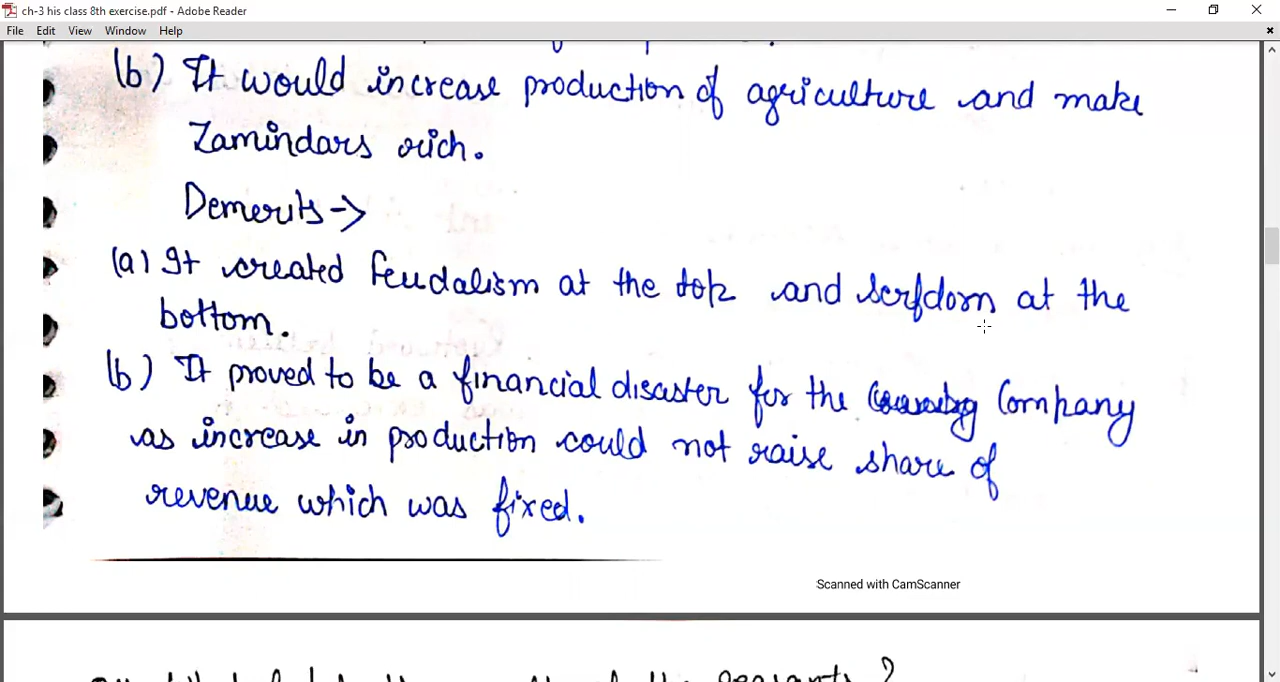 ch-3 his class 8th exercise.pdf - Adobe Reader
File Edit View Window Help
(b) It would increase production of agriculture and make
Zamindars rich.
Demerits->
(a) It created feudalism at the top and serfdom at the
bottom.
(b) It proved to be a financial disaster for the Company
as increase in production could not raise share of
revenue which was fixed.
Scanned with CamScanner
peasants?